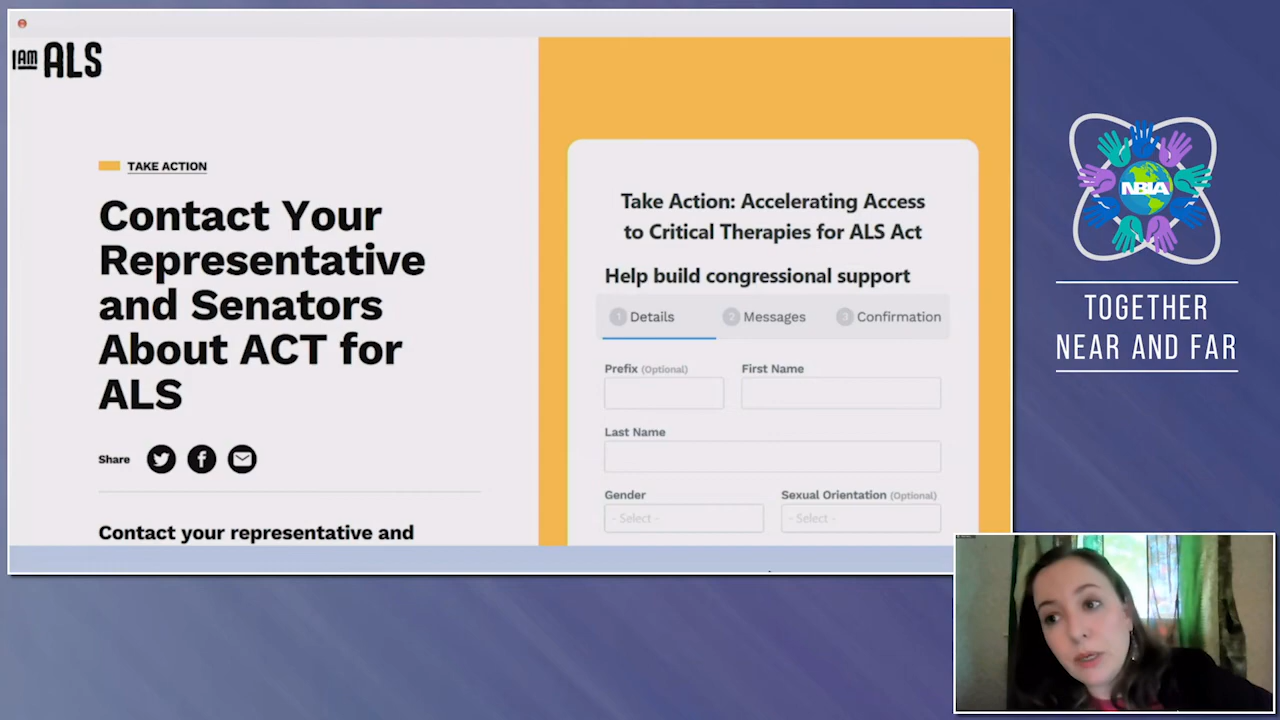 I AM ALS
TAKE ACTION
Contact Your
Representative
and Senators
About ACT for
ALS
Share
Contact your representative and
Take Action: Accelerating Access
to Critical Therapies for ALS Act
Help build congressional support
1 Details
2 Messages
3 Confirmation
Prefix (Optional)
First Name
Last Name
Gender
Sexual Orientation (Optional)
- Select -
- Select -
NBIA
TOGETHER
NEAR AND FAR